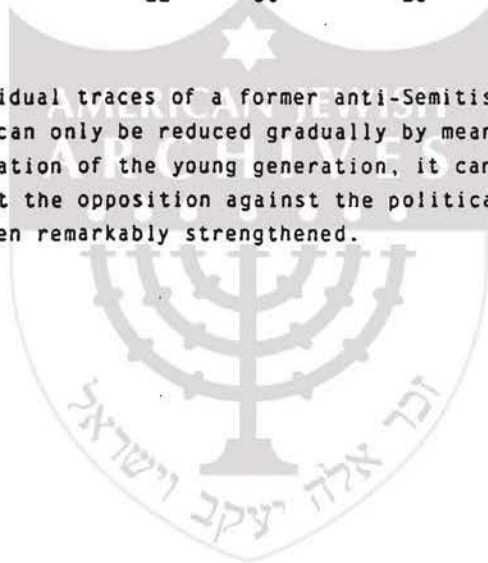 AMERICAN JEWISH
ARCHIVES
idual traces of a former anti-Semitis
can only be reduced gradually by mear
ation of the young generation, it car
t the opposition against the politica
en remarkably strengthened.
זכר אלה יעקב וישראל